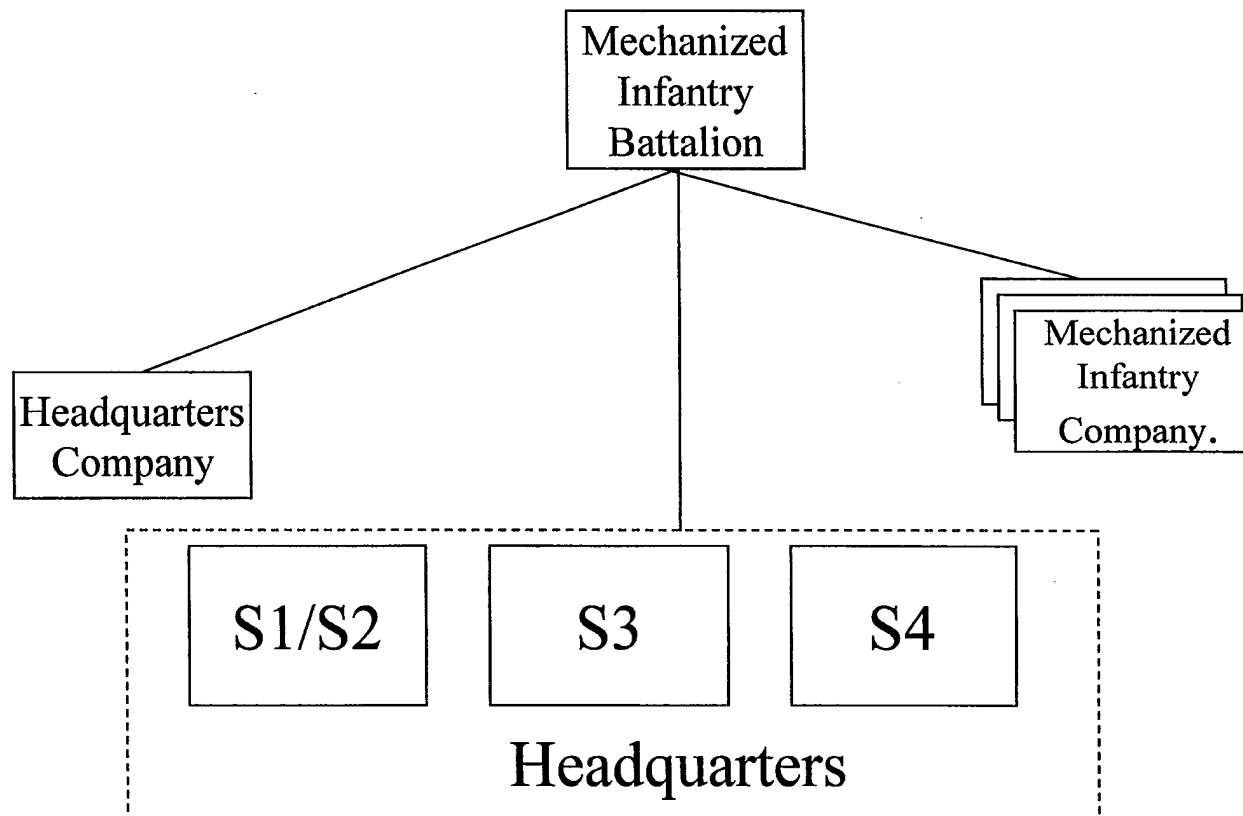 Mechanized
Infantry
Battalion
Headquarters
Company
Mechanized
Infantry
Company.
S1/S2
S3
S4
Headquarters